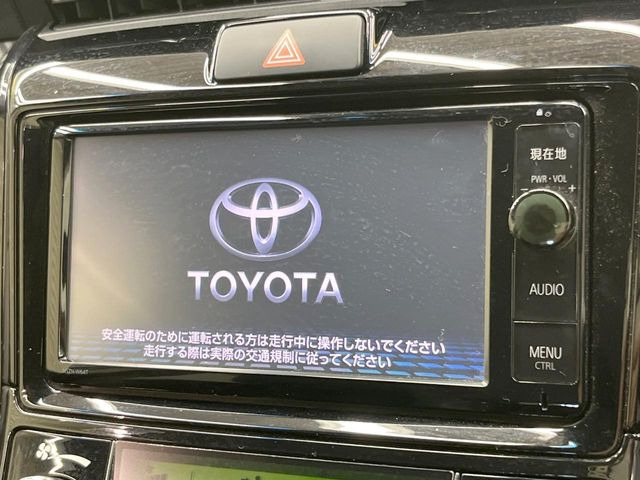 現在地
PWR・VOL
- +
TOYOTA
AUDIO
安全運転のために運転される方は走行中に操作しないでください
走行する際は実際の交通規制に従ってください
MENU
CTRL